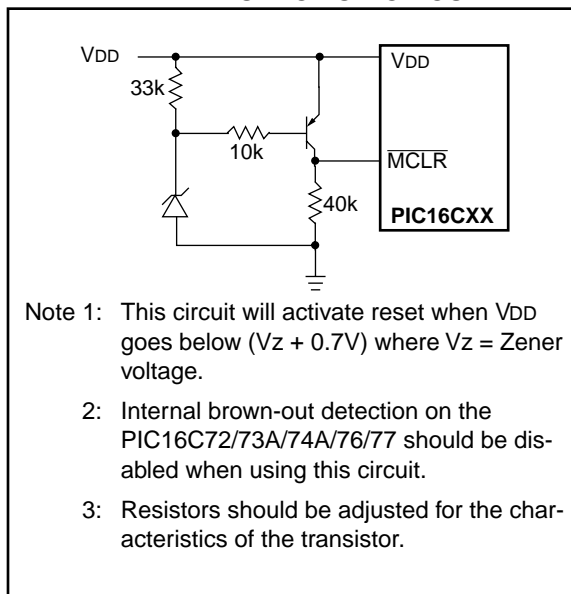 VDD
VDD
33k
10k
MCLR
40k
PIC16CXX
Note 1: This circuit will activate reset when VDD
goes below (Vz + 0.7V) where Vz = Zener
voltage.
2: Internal brown-out detection on the
PIC16C72/73A/74A/76/77 should be dis-
abled when using this circuit.
3: Resistors should be adjusted for the char-
acteristics of the transistor.